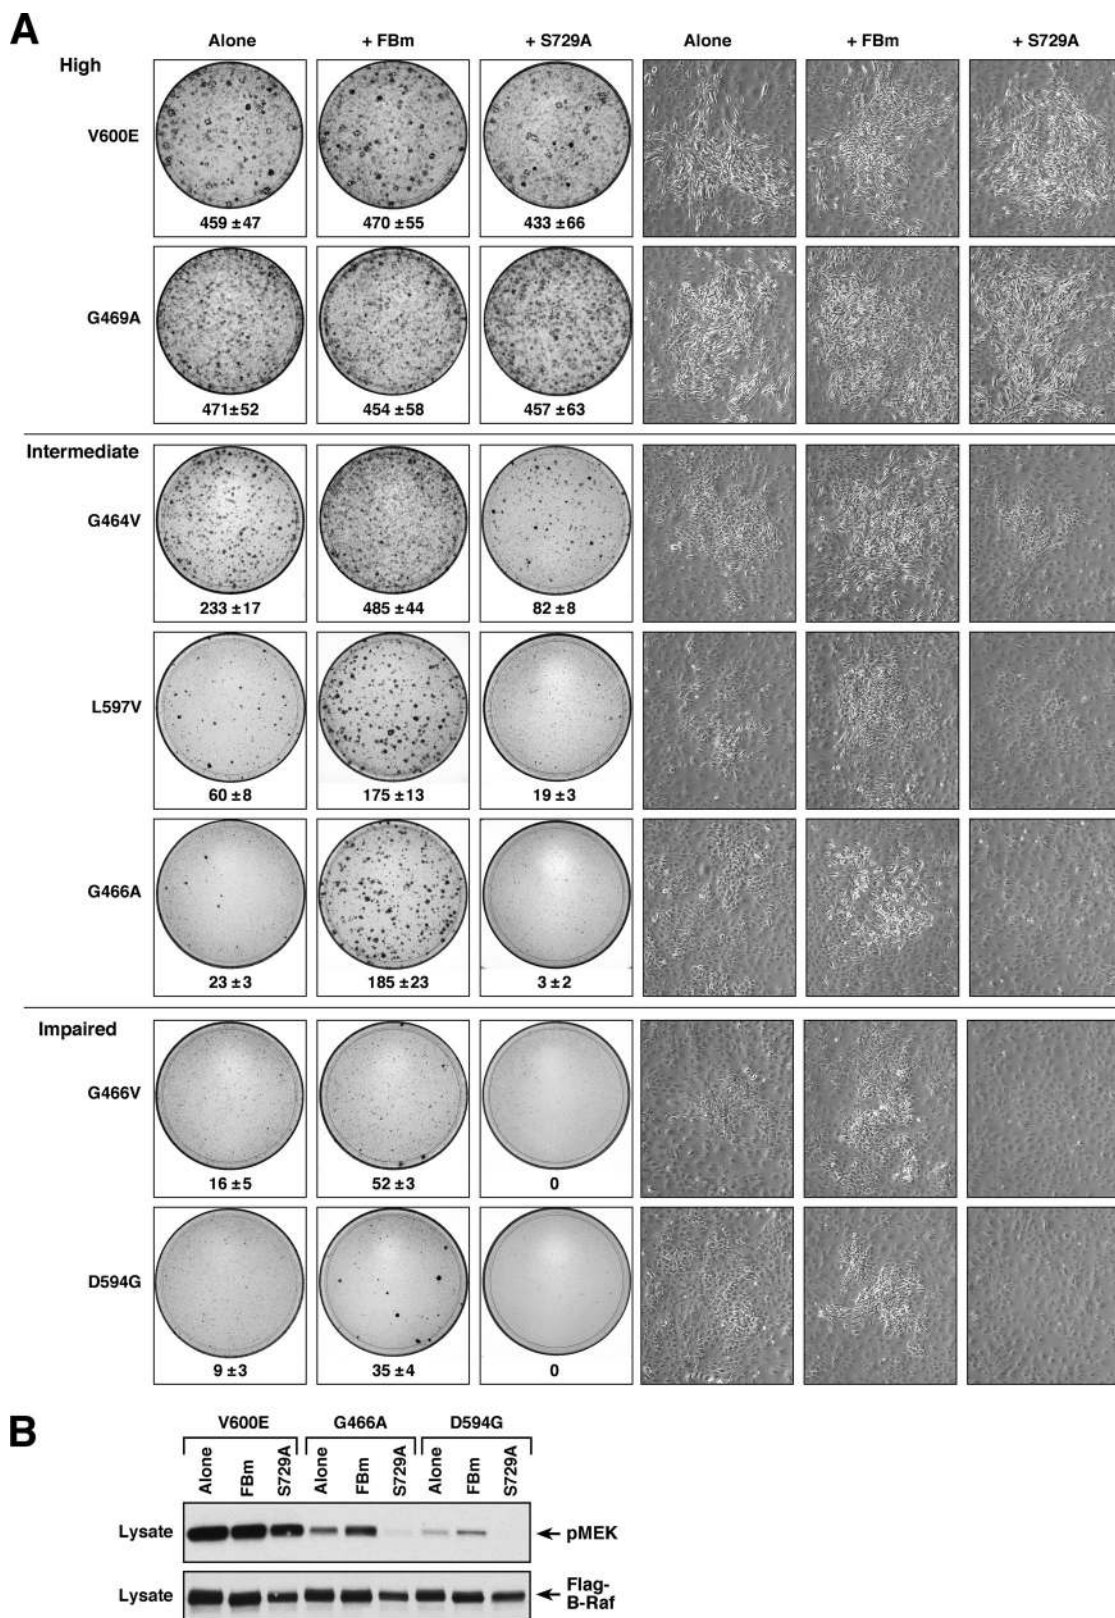 A
Alone + FBm + S729A Alone + FBm + S729A
High
V600E
459 ±47 470 ±55 433 ±66
G469A
471±52 454 ±58 457 ±63
Intermediate
G464V
233 ±17 485 ±44 82 ±8
L597V
60 ±8 175 ±13 19 ±3
G466A
23 ±3 185 ±23 3 ±2
Impaired
G466V
16 ±5 52 ±3 0
D594G
9 ±3 35 ±4 0
B
V600E G466A D594G
Alone FBm S729A Alone FBm S729A Alone FBm S729A
Lysate pMEK
Lysate Flag-
B-Raf